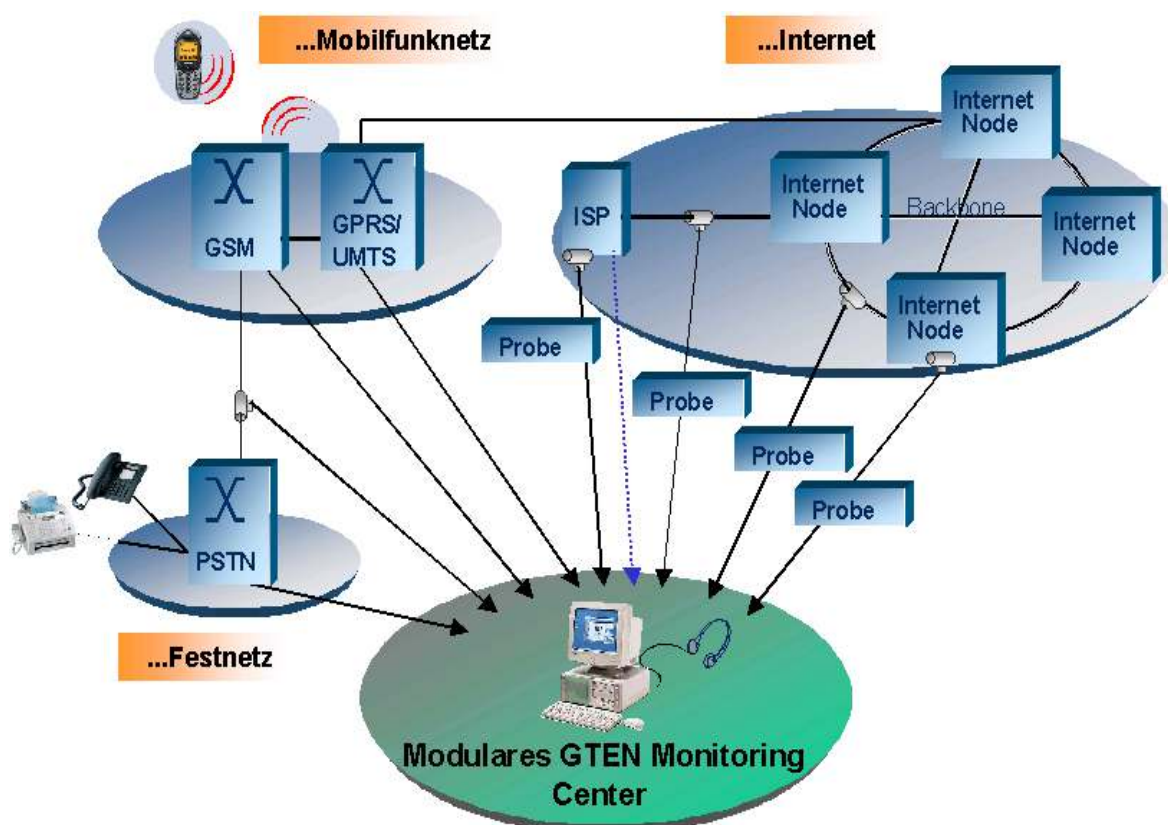 ...Mobilfunknetz
...Internet
Internet
Node
Internet
Node
ISP
Backbone
Internet
Node
GSM
GPRS/
UMTS
Internet
Node
Probe
Probe
Probe
Probe
PSTN
...Festnetz
Modulares GTEN Monitoring
Center